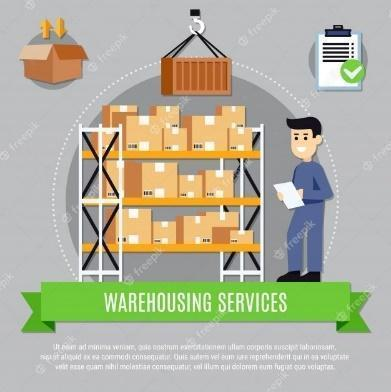 WAREHOUSING SERVICES
Ut enim ad minima veniam, quis nostrum exercitationem ullam corporis suscipit laboriosam,
nisi ut aliquid ex ea commodi consequatur. Quis autem vel eum iure reprehenderit qui in ea voluptate
velit esse quam nihil molestiae consequatur, vel illum qui dolorem eum fugiat quo voluptas.
freepik